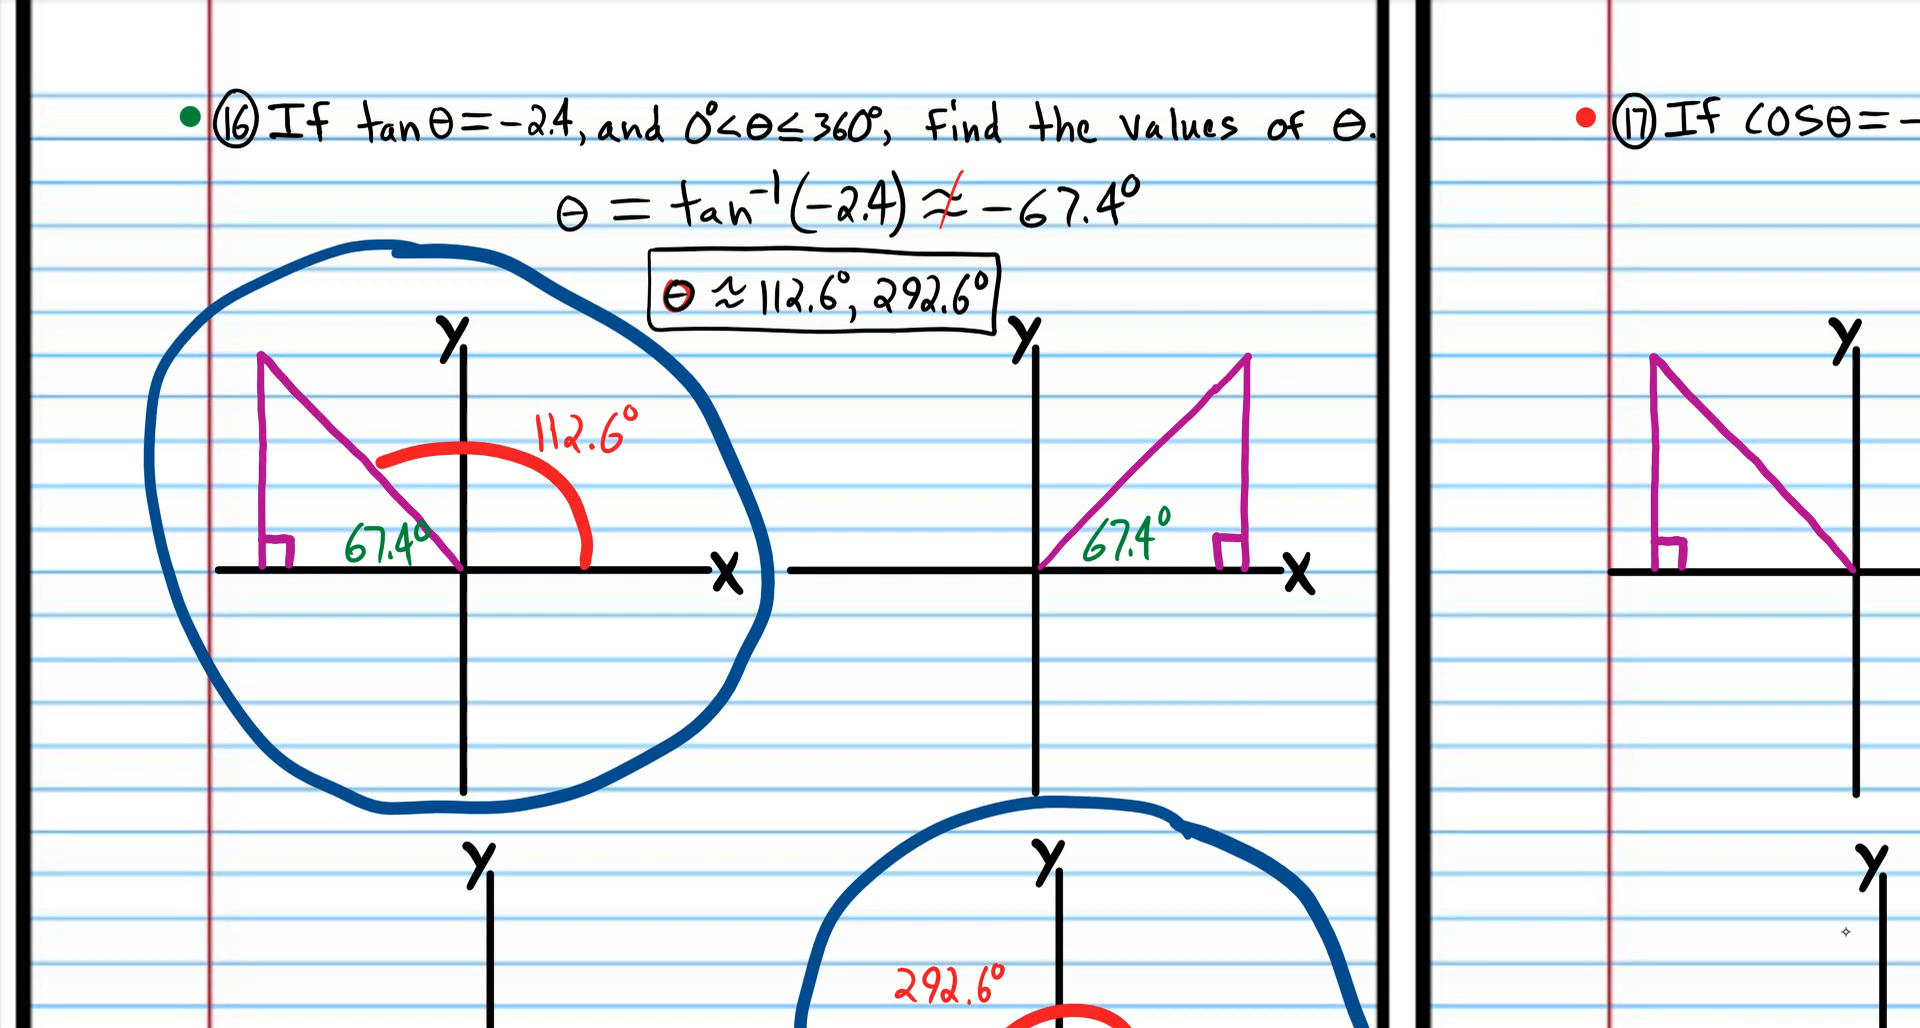 ⑯ If tanθ=-2.4, and 0°<θ≤360°, find the values of θ.
θ = tan⁻¹(-2.4) ≈ -67.4°
θ ≈ 112.6°, 292.6°
y
112.6°
67.4°
x
y
67.4°
x
y
y
292.6°
⑰ If cosθ=-
y
y